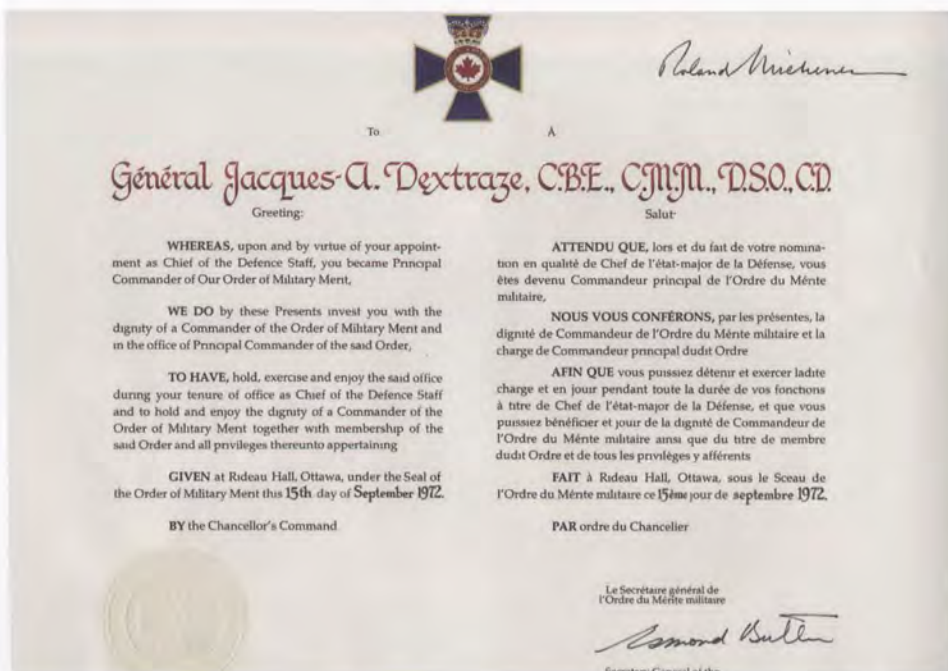 Roland Michener
To
À
Général Jacques-A. Dextraze, C.B.E., C.M.M., D.S.O., C.D.
Greeting:
WHEREAS, upon and by virtue of your appoint-
ment as Chief of the Defence Staff, you became Principal
Commander of Our Order of Military Merit,
WE DO by these Presents invest you with the
dignity of a Commander of the Order of Military Merit and
in the office of Principal Commander of the said Order,
TO HAVE, hold, exercise and enjoy the said office
during your tenure of office as Chief of the Defence Staff
and to hold and enjoy the dignity of a Commander of the
Order of Military Merit together with membership of the
said Order and all privileges thereunto appertaining
GIVEN at Rideau Hall, Ottawa, under the Seal of
the Order of Military Merit this 15th day of September 1972.
BY the Chancellor's Command
Salut
ATTENDU QUE, lors et du fait de votre nomina-
tion en qualité de Chef de l'état-major de la Défense, vous
êtes devenu Commandeur principal de l'Ordre du Mérite
militaire,
NOUS VOUS CONFÉRONS, par les présentes, la
dignité de Commandeur de l'Ordre du Mérite militaire et la
charge de Commandeur principal dudit Ordre
AFIN QUE vous puissiez détenir et exercer ladite
charge et en jouir pendant toute la durée de vos fonctions
à titre de Chef de l'état-major de la Défense, et que vous
puissiez bénéficier et jouir de la dignité de Commandeur de
l'Ordre du Mérite militaire ainsi que du titre de membre
dudit Ordre et de tous les privilèges y afférents
FAIT à Rideau Hall, Ottawa, sous le Sceau de
l'Ordre du Mérite militaire ce 15ème jour de septembre 1972.
PAR ordre du Chancelier
Le Secrétaire général de
l'Ordre du Mérite militaire
Esmond Butler
Secretary General of the